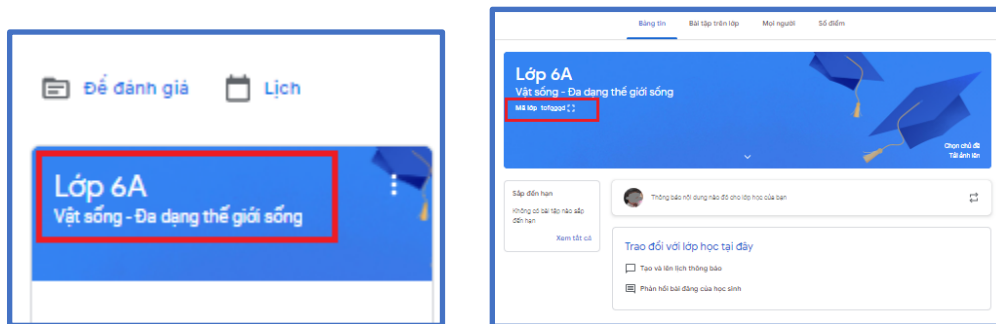 Để đánh giá
Lịch
Lớp 6A
Vật sống - Đa dạng thế giới sống
Bảng tin
Bài tập trên lớp
Mọi người
Số điểm
Lớp 6A
Vật sống - Đa dạng thế giới sống
Mã lớp
Chọn chủ đề
Tải ảnh lên
Sắp đến hạn
Không có bài tập nào sắp
đến hạn
Xem tất cả
Thông báo nội dung nào đó cho lớp học của bạn
Trao đổi với lớp học tại đây
Tạo và lên lịch thông báo
Phản hồi bài đăng của học sinh